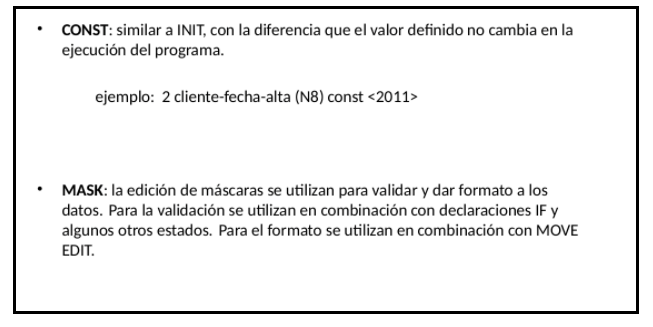 • CONST: similar a INIT, con la diferencia que el valor definido no cambia en la
ejecución del programa.
ejemplo: 2 cliente-fecha-alta (N8) const <2011>
• MASK: la edición de máscaras se utilizan para validar y dar formato a los
datos. Para la validación se utilizan en combinación con declaraciones IF y
algunos otros estados. Para el formato se utilizan en combinación con MOVE
EDIT.